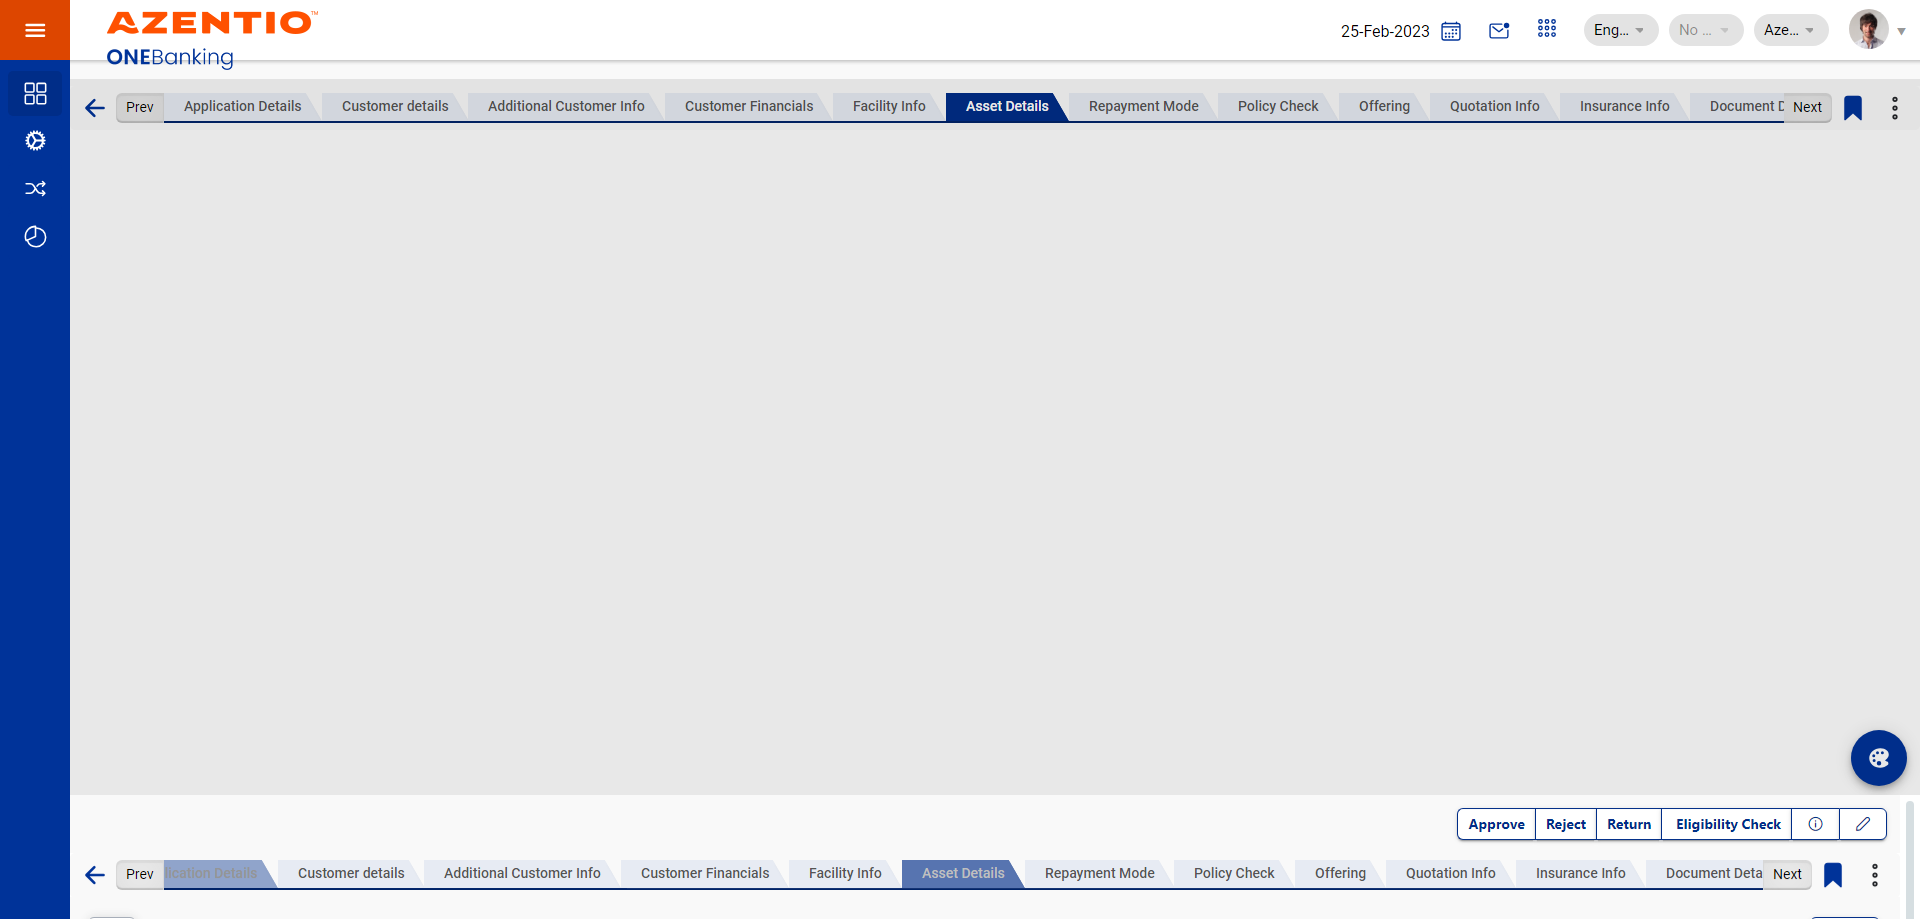 AZENTIO™
ONEBanking
25-Feb-2023
Eng...
No ...
Aze...
Prev
Application Details
Customer details
Additional Customer Info
Customer Financials
Facility Info
Asset Details
Repayment Mode
Policy Check
Offering
Quotation Info
Insurance Info
Document D
Next
Approve
Reject
Return
Eligibility Check
Prev
lication Details
Customer details
Additional Customer Info
Customer Financials
Facility Info
Asset Details
Repayment Mode
Policy Check
Offering
Quotation Info
Insurance Info
Document Deta
Next